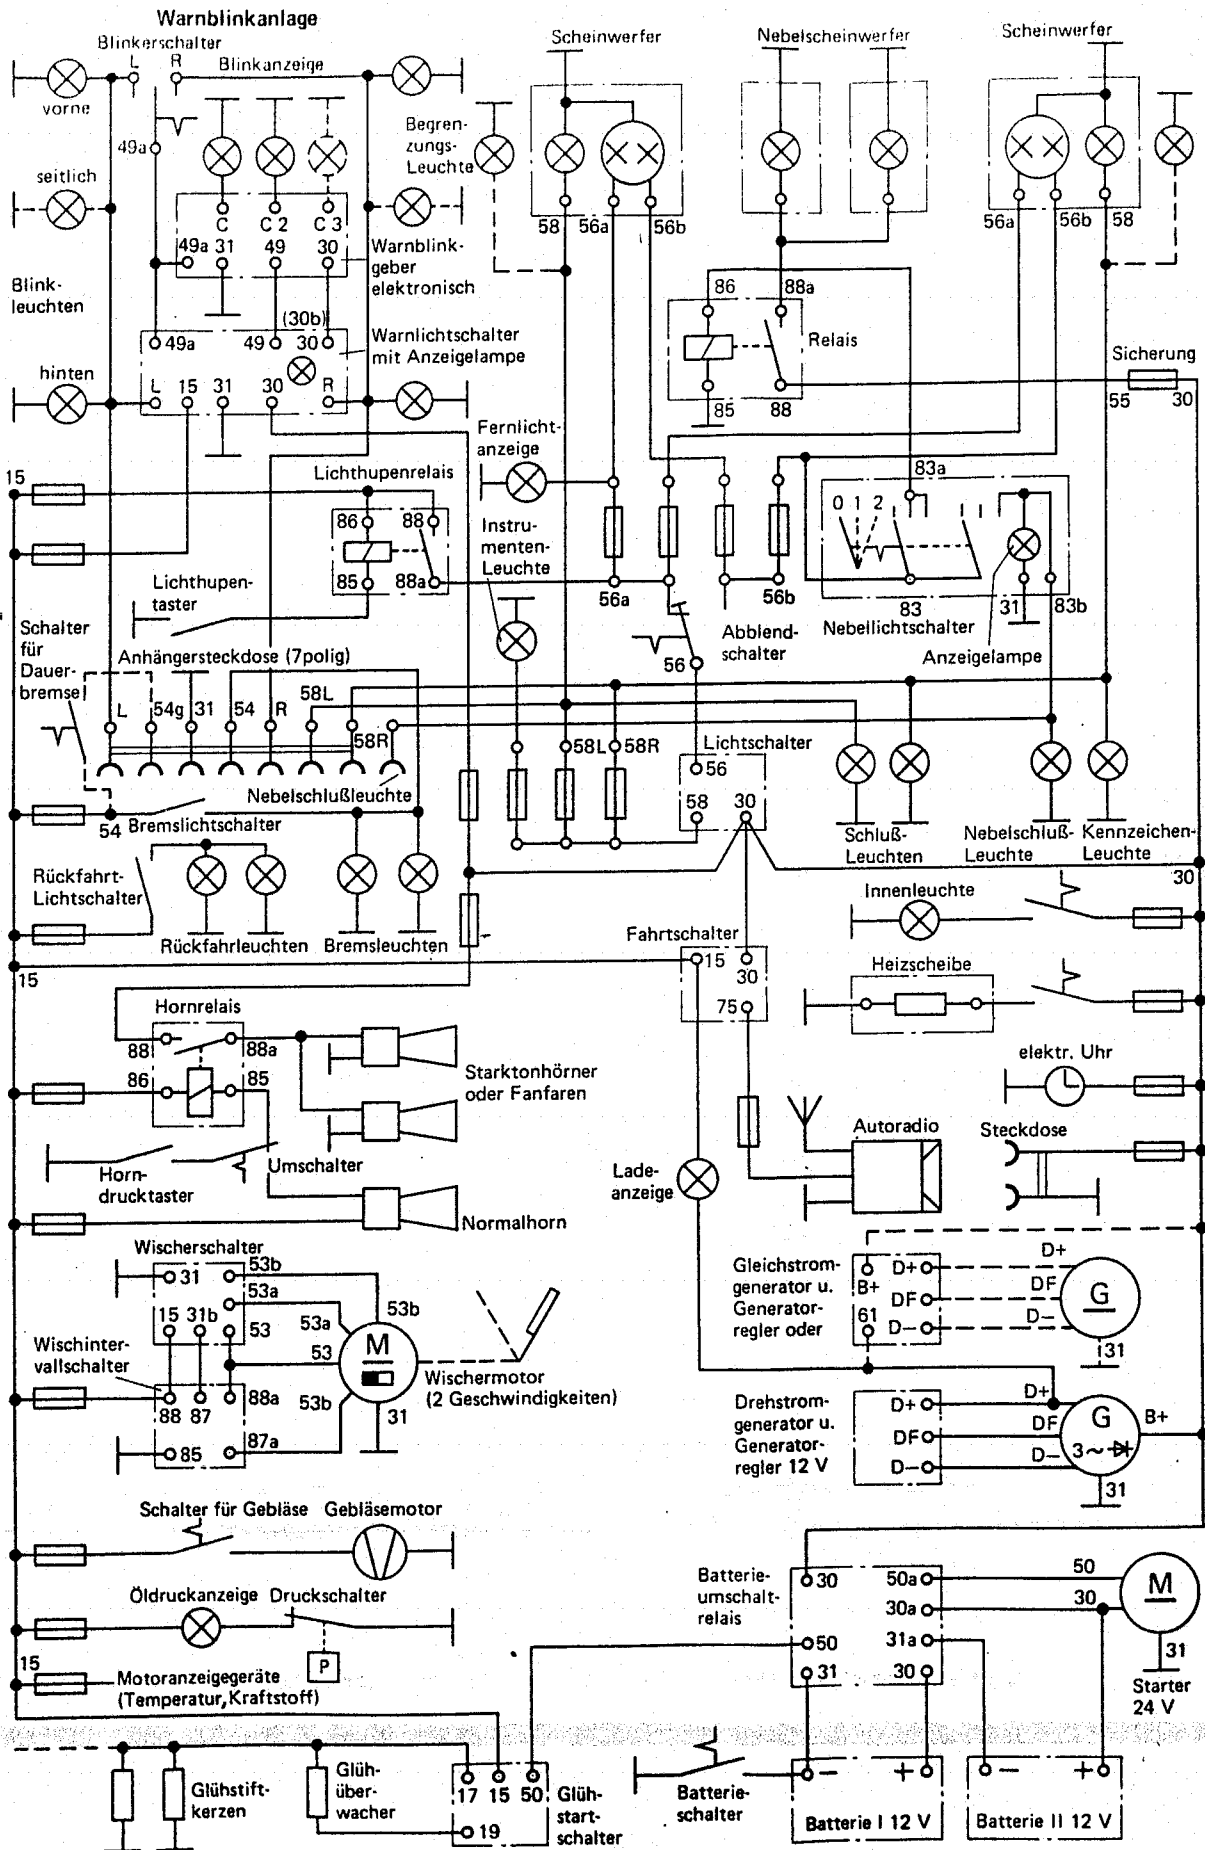 Warnblinkanlage
Blinkerschalter
L R Blinkanzeige
vorne
49a
seitlich
Blink-
leuchten
hinten
C C 2 C 3
49a 31 49 30
Warnblink-
geber
elektronisch
(30b)
49a 49 30
Warnlichtschalter
mit Anzeigelampe
L 15 31 30 R
Begren-
zungs-
Leuchte
Scheinwerfer
58 56a 56b
Nebelscheinwerfer
Scheinwerfer
56a 56b 58
86 88a
Relais
85 88
Sicherung
55 30
15
Lichthupenrelais
86 88
85 88a
Lichthupen-
taster
Fernlicht-
anzeige
Instru-
menten-
Leuchte
56a
56b
56
Abblend-
schalter
83a
0 1 2
83 31 83b
Nebellichtschalter
Anzeigelampe
Schalter
für
Dauer-
bremse
Anhängersteckdose (7polig)
L 54g 31 54 R 58L 58R
Nebelschlußleuchte
54
Bremslichtschalter
58L 58R
Lichtschalter
56
58 30
Schluß-
Leuchten
Nebelschluß-
Leuchte
Kennzeichen-
Leuchte
30
Rückfahrt-
Lichtschalter
Rückfahrleuchten Bremsleuchten
Innenleuchte
Fahrtschalter
15 30
75
Heizscheibe
15
Hornrelais
88 88a
86 85
Starktonhörner
oder Fanfaren
Horn-
drucktaster
Umschalter
Normalhorn
elektr. Uhr
Autoradio
Steckdose
Lade-
anzeige
Wischerschalter
31 53b
53a
15 31b 53
53a
53b
53
53b
M
31
Wischermotor
(2 Geschwindigkeiten)
Wischinter-
vallschalter
88 87 88a
85 87a
Gleichstrom-
generator u.
Generator-
regler oder
B+ D+ D+
DF DF G
61 D− D−
31
Drehstrom-
generator u.
Generator-
regler 12 V
D+ D+
DF DF G B+
D− D− 3~
31
Schalter für Gebläse Gebläsemotor
Öldruckanzeige Druckschalter
P
15
Motoranzeigegeräte
(Temperatur, Kraftstoff)
Batterie-
umschalt-
relais
30 50a 50
30a 30 M
50 31a
31 30
31
Starter
24 V
Glühstift-
kerzen
Glüh-
über-
wacher
17 15 50
19
Glüh-
start-
schalter
Batterie-
schalter
− +
Batterie I 12 V
− +
Batterie II 12 V